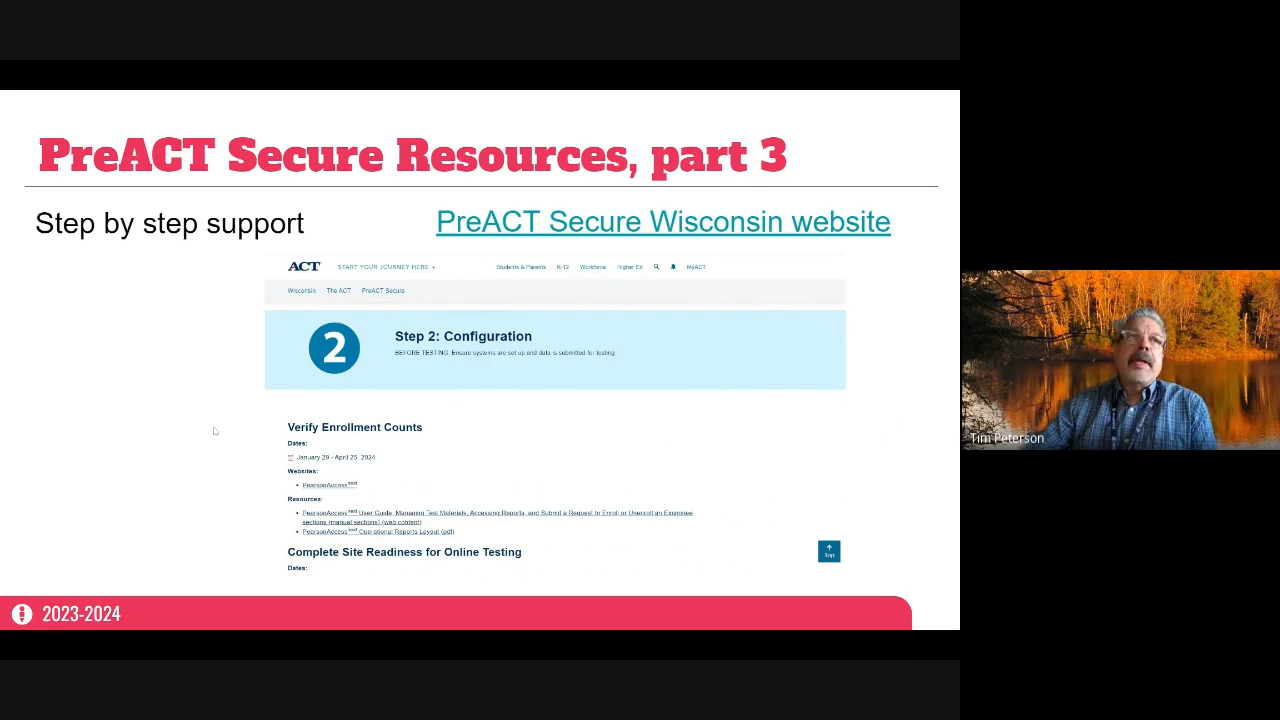 PreACT Secure Resources, part 3
Step by step support
PreACT Secure Wisconsin website
ACT
START YOUR JOURNEY HERE
Students & Parents
K-12
Workforce
Higher Ed
MyACT
Wisconsin
The ACT
PreACT Secure
2
Step 2: Configuration
BEFORE TESTING: Ensure systems are set up and data is submitted for testing.
Verify Enrollment Counts
Dates:
January 29 - April 25, 2024
Websites:
• PearsonAccessnext
Resources:
• PearsonAccessnext User Guide, Managing Test Materials, Accessing Reports, and Submit a Request to Enroll or Unenroll an Examinee
sections (manual sections) (web content)
• PearsonAccessnext Operational Reports Layout (pdf)
Complete Site Readiness for Online Testing
Top
Dates:
2023-2024
Tim Peterson